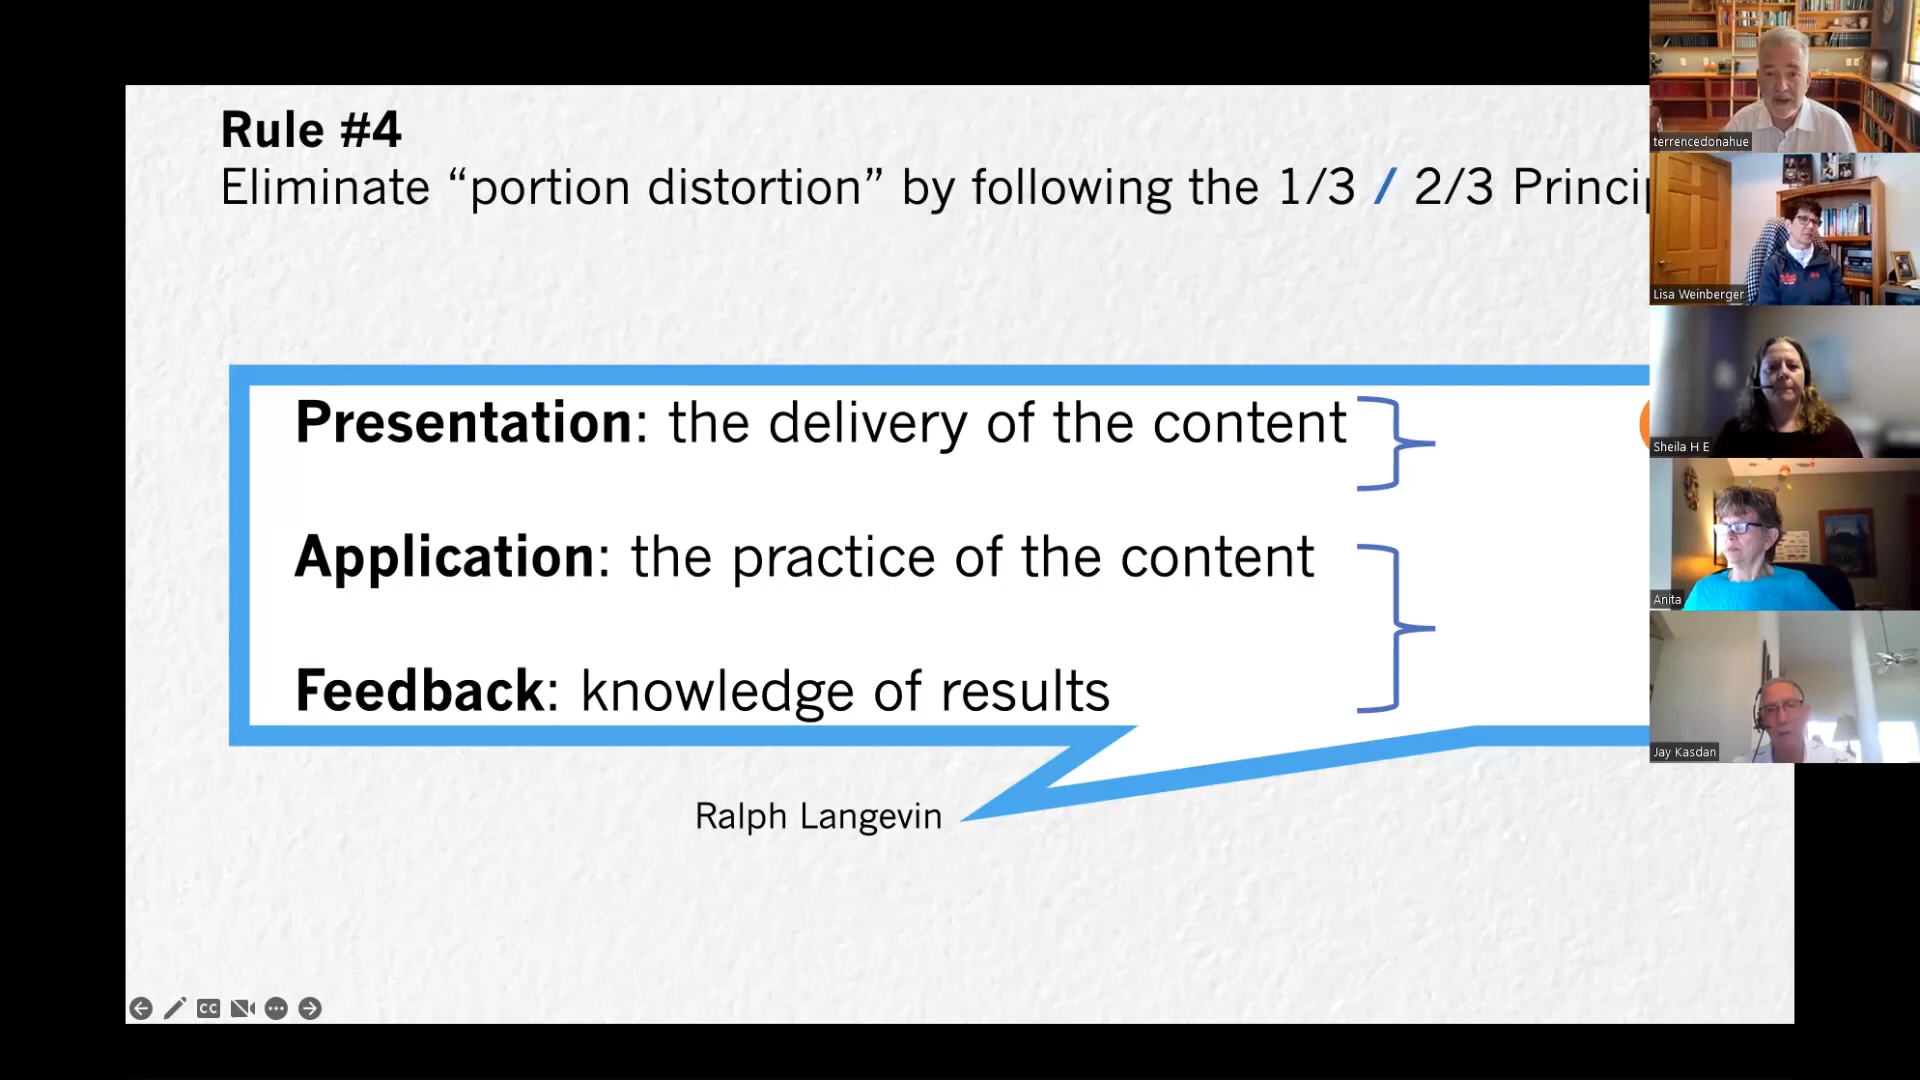 Rule #4
Eliminate “portion distortion” by following the 1/3 / 2/3 Princip
Presentation: the delivery of the content
Application: the practice of the content
Feedback: knowledge of results
Ralph Langevin
CC
terrencedonahue
Lisa Weinberger
Sheila H E
Anita
Jay Kasdan